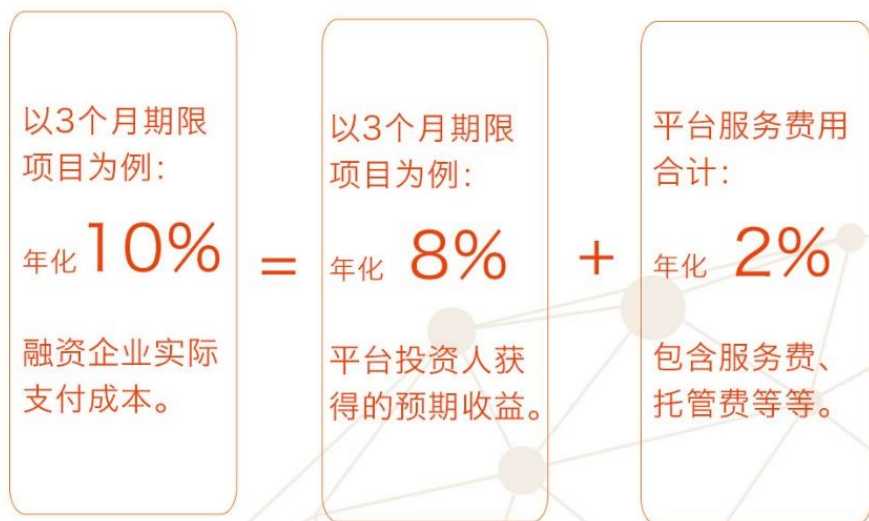 以3个月期限
项目为例：
年化10%
融资企业实际
支付成本。
=
以3个月期限
项目为例：
年化 8%
平台投资人获
得的预期收益。
+
平台服务费用
合计：
年化 2%
包含服务费、
托管费等等。